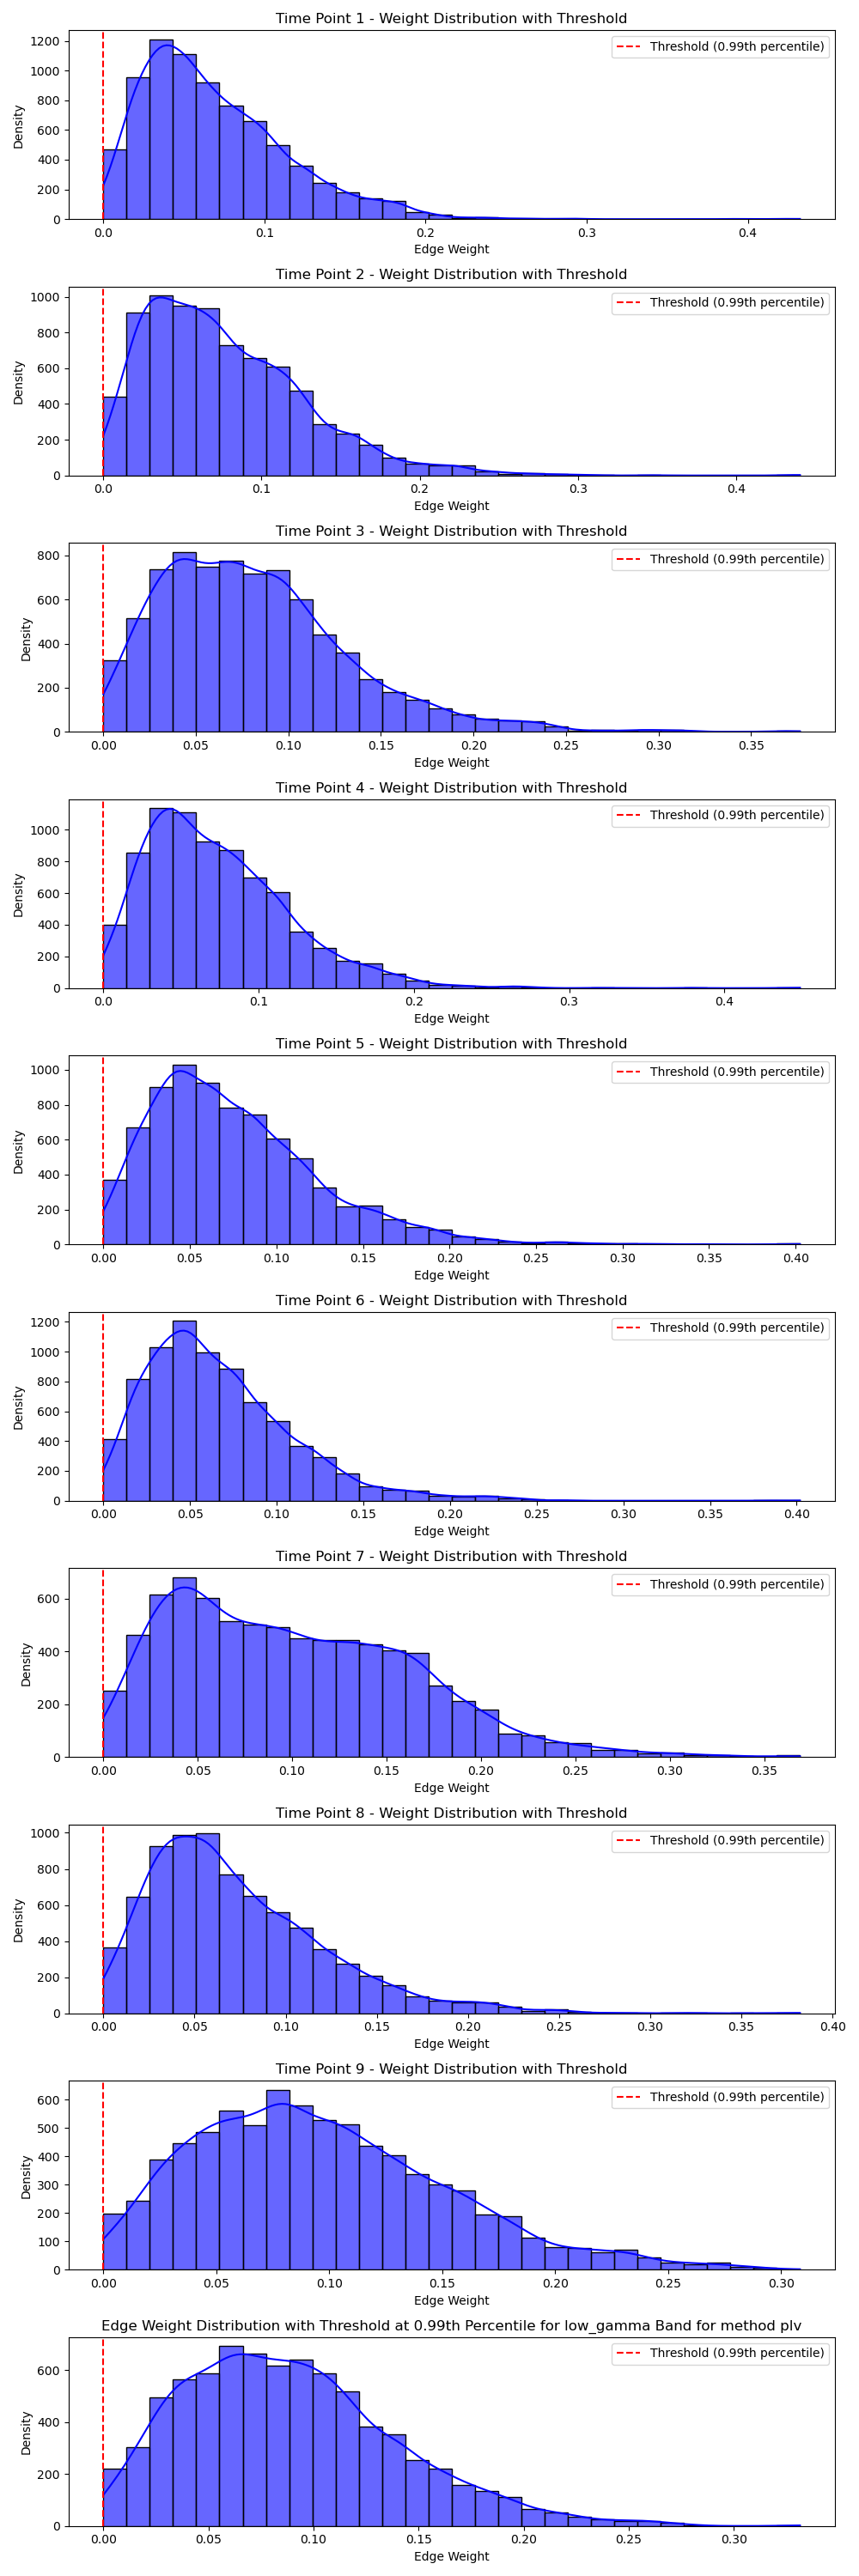 Time Point 1 - Weight Distribution with Threshold
Threshold (0.99th percentile)
Density
1200
1000
800
600
400
200
0
0.0 0.1 0.2 0.3 0.4
Edge Weight
Time Point 2 - Weight Distribution with Threshold
Threshold (0.99th percentile)
Density
1000
800
600
400
200
0
0.0 0.1 0.2 0.3 0.4
Edge Weight
Time Point 3 - Weight Distribution with Threshold
Threshold (0.99th percentile)
Density
800
600
400
200
0
0.00 0.05 0.10 0.15 0.20 0.25 0.30 0.35
Edge Weight
Time Point 4 - Weight Distribution with Threshold
Threshold (0.99th percentile)
Density
1000
800
600
400
200
0
0.0 0.1 0.2 0.3 0.4
Edge Weight
Time Point 5 - Weight Distribution with Threshold
Threshold (0.99th percentile)
Density
1000
800
600
400
200
0
0.00 0.05 0.10 0.15 0.20 0.25 0.30 0.35 0.40
Edge Weight
Time Point 6 - Weight Distribution with Threshold
Threshold (0.99th percentile)
Density
1200
1000
800
600
400
200
0
0.00 0.05 0.10 0.15 0.20 0.25 0.30 0.35 0.40
Edge Weight
Time Point 7 - Weight Distribution with Threshold
Threshold (0.99th percentile)
Density
600
400
200
0
0.00 0.05 0.10 0.15 0.20 0.25 0.30 0.35
Edge Weight
Time Point 8 - Weight Distribution with Threshold
Threshold (0.99th percentile)
Density
1000
800
600
400
200
0
0.00 0.05 0.10 0.15 0.20 0.25 0.30 0.35 0.40
Edge Weight
Time Point 9 - Weight Distribution with Threshold
Threshold (0.99th percentile)
Density
600
500
400
300
200
100
0
0.00 0.05 0.10 0.15 0.20 0.25 0.30
Edge Weight
Edge Weight Distribution with Threshold at 0.99th Percentile for low_gamma Band for method plv
Threshold (0.99th percentile)
Density
600
400
200
0
0.00 0.05 0.10 0.15 0.20 0.25 0.30
Edge Weight